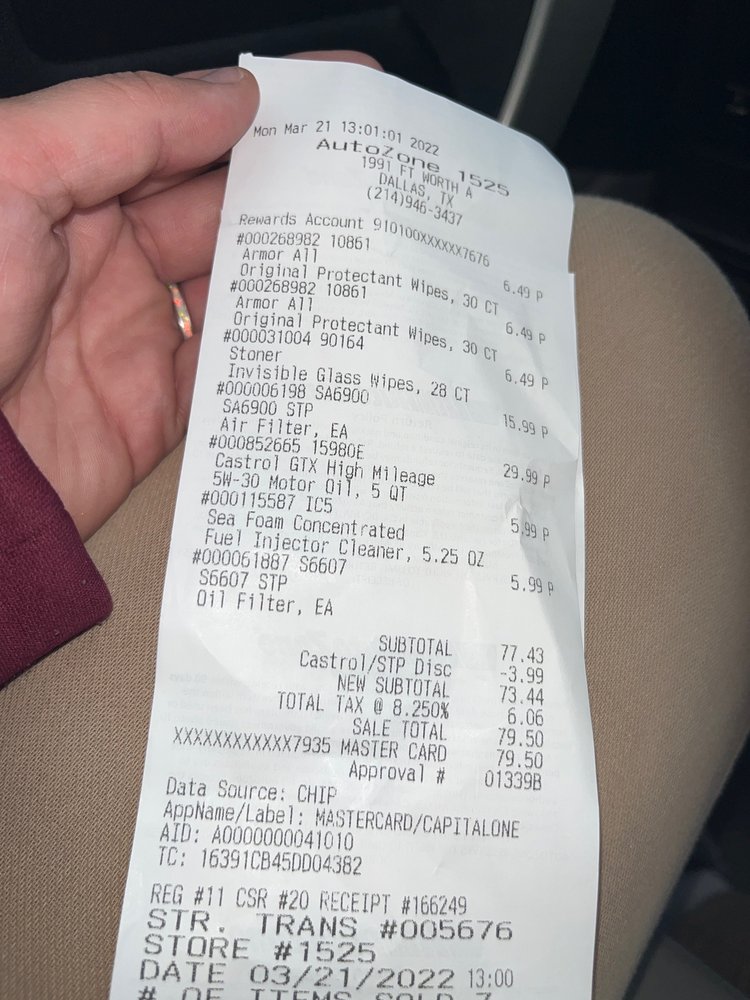 Mon Mar 21 13:01:01 2022
AutoZone 1525
1991 FT WORTH A
DALLAS, TX
(214)946-3437
Rewards Account 910100XXXXXX7676
#000268982 10861 6.49 P
Armor All
Original Protectant Wipes, 30 CT
#000268982 10861 6.49 P
Armor All
Original Protectant Wipes, 30 CT
#000031004 90164 6.49 P
Stoner
Invisible Glass Wipes, 28 CT
#000006198 SA6900 15.99 P
SA6900 STP
Air Filter, EA
#000852665 15980E 29.99 P
Castrol GTX High Mileage
5W-30 Motor Oil, 5 QT
#000115587 IC5 5.99 P
Sea Foam Concentrated
Fuel Injector Cleaner, 5.25 OZ
#000061887 S6607 5.99 P
S6607 STP
Oil Filter, EA
SUBTOTAL 77.43
Castrol/STP Disc -3.99
NEW SUBTOTAL 73.44
TOTAL TAX @ 8.250% 6.06
SALE TOTAL 79.50
XXXXXXXXXXXX7935 MASTER CARD 79.50
Approval # 01339B
Data Source: CHIP
AppName/Label: MASTERCARD/CAPITALONE
AID: A0000000041010
TC: 16391CB45DD04382
REG #11 CSR #20 RECEIPT #166249
STR. TRANS #005676
STORE #1525
DATE 03/21/2022 13:00
# OF ITEMS SOLD 7